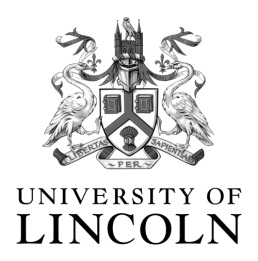 LIBERTAS
PER
SAPIENTIAM
UNIVERSITY OF
LINCOLN